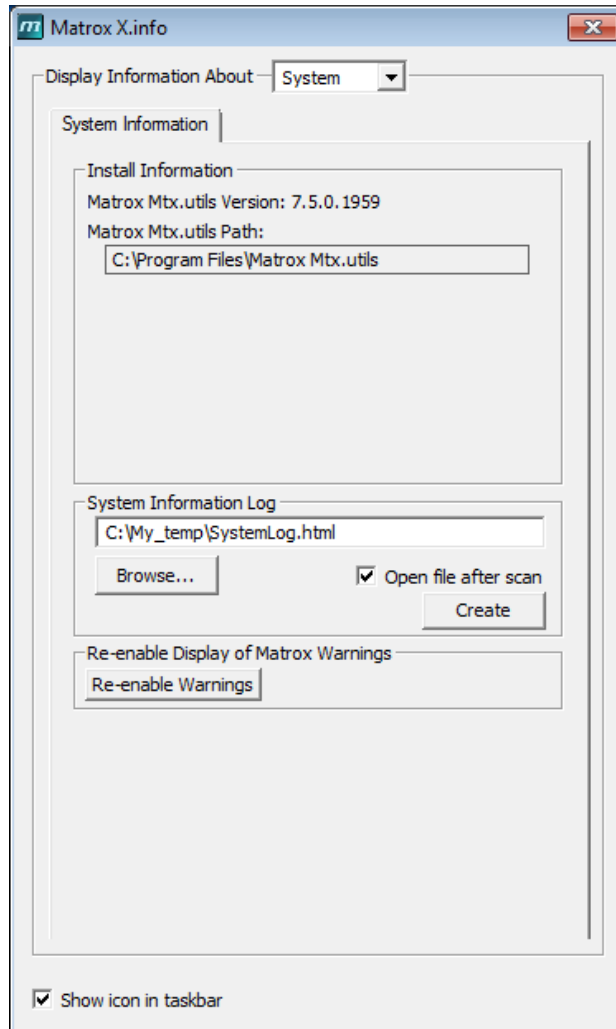 Matrox X.info
Display Information About System
System Information
Install Information
Matrox Mtx.utils Version: 7.5.0.1959
Matrox Mtx.utils Path:
C:\Program Files\Matrox Mtx.utils
System Information Log
C:\My_temp\SystemLog.html
Browse... Open file after scan
Create
Re-enable Display of Matrox Warnings
Re-enable Warnings
Show icon in taskbar